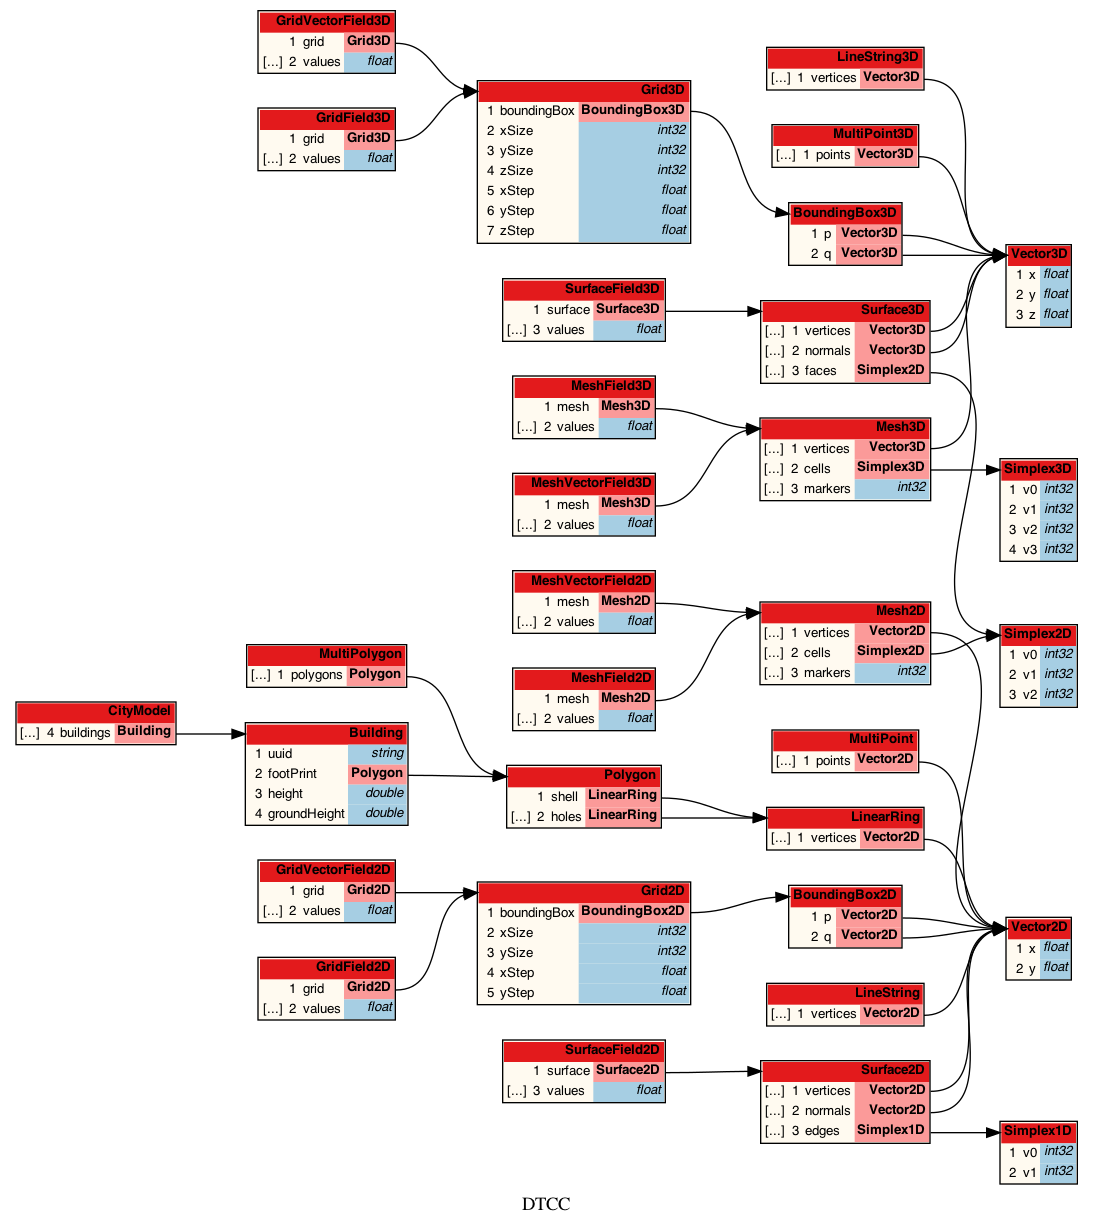 GridVectorField3D
1 grid Grid3D
[...] 2 values float
GridField3D
1 grid Grid3D
[...] 2 values float
Grid3D
1 boundingBox BoundingBox3D
2 xSize int32
3 ySize int32
4 zSize int32
5 xStep float
6 yStep float
7 zStep float
LineString3D
[...] 1 vertices Vector3D
MultiPoint3D
[...] 1 points Vector3D
BoundingBox3D
1 p Vector3D
2 q Vector3D
Vector3D
1 x float
2 y float
3 z float
SurfaceField3D
1 surface Surface3D
[...] 3 values float
Surface3D
[...] 1 vertices Vector3D
[...] 2 normals Vector3D
[...] 3 faces Simplex2D
MeshField3D
1 mesh Mesh3D
[...] 2 values float
MeshVectorField3D
1 mesh Mesh3D
[...] 2 values float
Mesh3D
[...] 1 vertices Vector3D
[...] 2 cells Simplex3D
[...] 3 markers int32
Simplex3D
1 v0 int32
2 v1 int32
3 v2 int32
4 v3 int32
MeshVectorField2D
1 mesh Mesh2D
[...] 2 values float
MeshField2D
1 mesh Mesh2D
[...] 2 values float
Mesh2D
[...] 1 vertices Vector2D
[...] 2 cells Simplex2D
[...] 3 markers int32
Simplex2D
1 v0 int32
2 v1 int32
3 v2 int32
MultiPolygon
[...] 1 polygons Polygon
CityModel
[...] 4 buildings Building
Building
1 uuid string
2 footPrint Polygon
3 height double
4 groundHeight double
Polygon
1 shell LinearRing
[...] 2 holes LinearRing
MultiPoint
[...] 1 points Vector2D
LinearRing
[...] 1 vertices Vector2D
GridVectorField2D
1 grid Grid2D
[...] 2 values float
GridField2D
1 grid Grid2D
[...] 2 values float
Grid2D
1 boundingBox BoundingBox2D
2 xSize int32
3 ySize int32
4 xStep float
5 yStep float
BoundingBox2D
1 p Vector2D
2 q Vector2D
Vector2D
1 x float
2 y float
LineString
[...] 1 vertices Vector2D
SurfaceField2D
1 surface Surface2D
[...] 3 values float
Surface2D
[...] 1 vertices Vector2D
[...] 2 normals Vector2D
[...] 3 edges Simplex1D
Simplex1D
1 v0 int32
2 v1 int32
DTCC